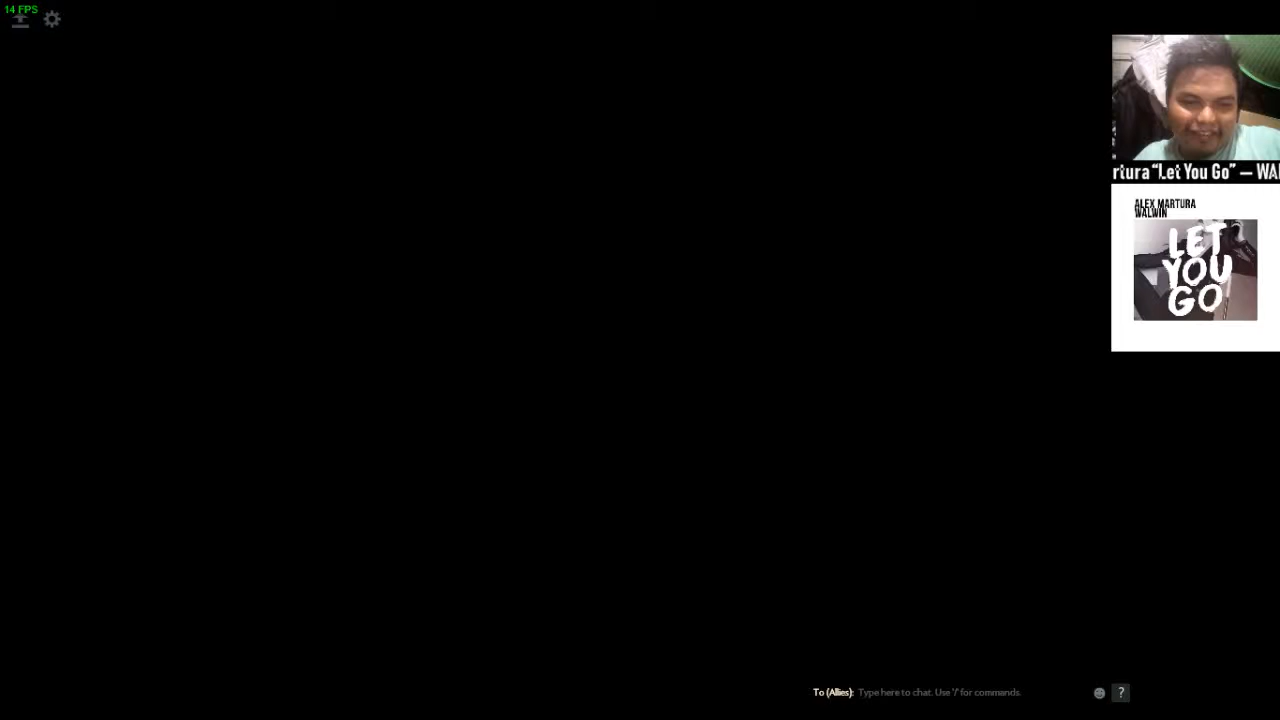 14 FPS
rtura “Let You Go” — WA
ALEX MARTURA
WALWIN
LET
YOU
GO
To (Allies): Type here to chat. Use '/' for commands.
?